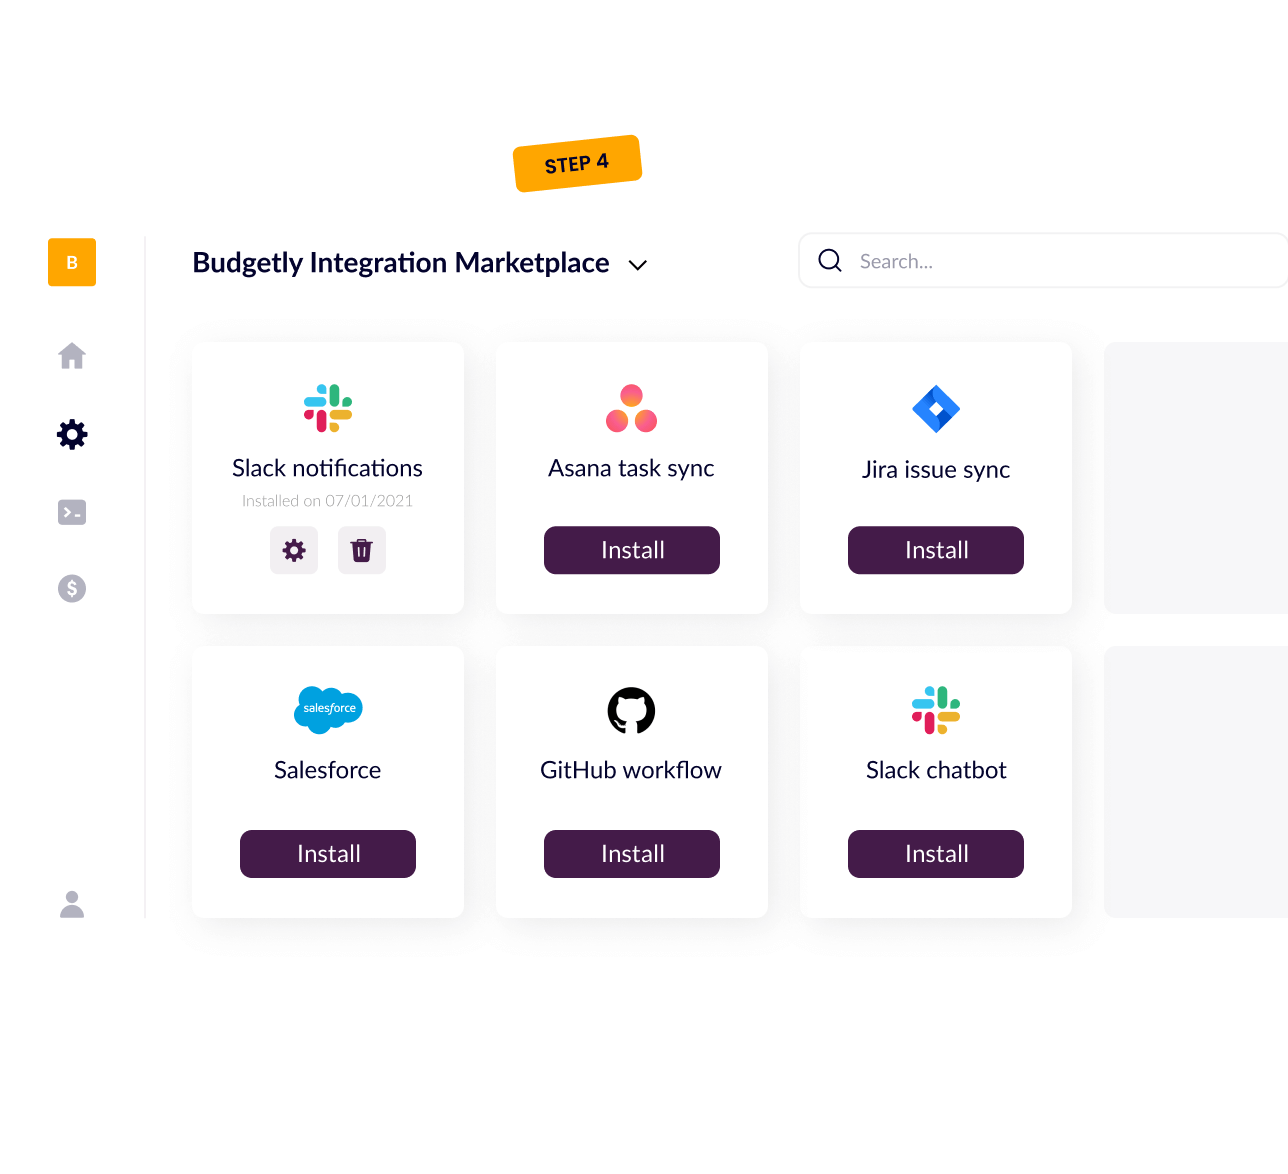 STEP 4
B
Budgetly Integration Marketplace
Search...
Slack notifications
Installed on 07/01/2021
Asana task sync
Install
Jira issue sync
Install
salesforce
Salesforce
Install
GitHub workflow
Install
Slack chatbot
Install